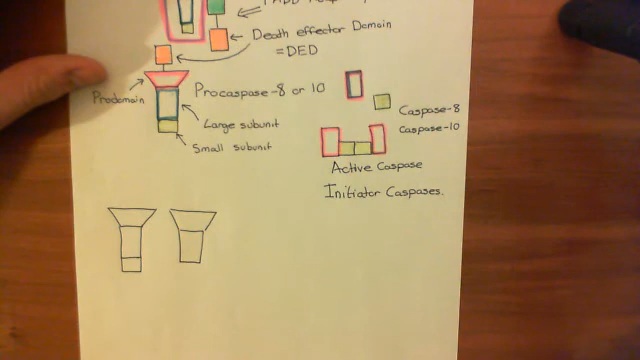 Death effector Domain
=DED
Prodomain
Procaspase-8 or 10
Large subunit
Small subunit
Caspase-8
Caspase-10
Active Caspase
Initiator Caspases.